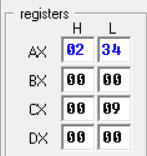 registers
H L
AX 02 34
BX 00 00
CX 00 09
DX 00 00